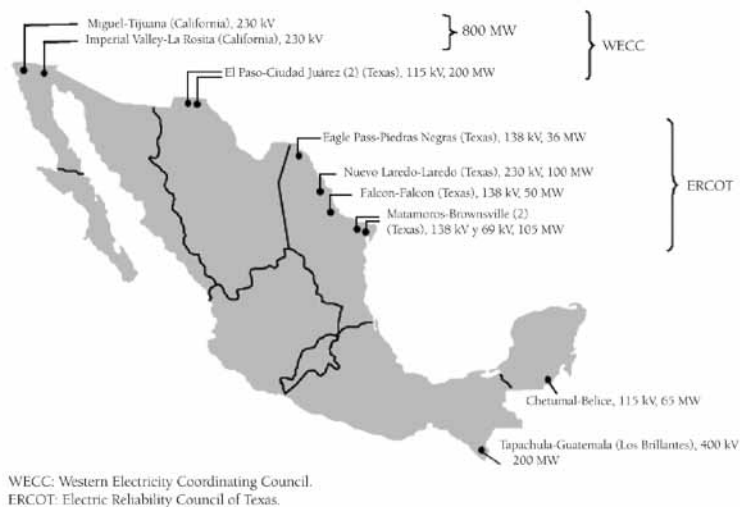 Miguel-Tijuana (California), 230 kV
Imperial Valley-La Rosita (California), 230 kV
800 MW
WECC
El Paso-Ciudad Juárez (2) (Texas), 115 kV, 200 MW
Eagle Pass-Piedras Negras (Texas), 138 kV, 36 MW
Nuevo Laredo-Laredo (Texas), 230 kV, 100 MW
ERCOT
Falcon-Falcon (Texas), 138 kV, 50 MW
Matamoros-Brownsville (2)
(Texas), 138 kV y 69 kV, 105 MW
Chetumal-Belice, 115 kV, 65 MW
Tapachula-Guatemala (Los Brillantes), 400 kV
200 MW
WECC: Western Electricity Coordinating Council.
ERCOT: Electric Reliability Council of Texas.